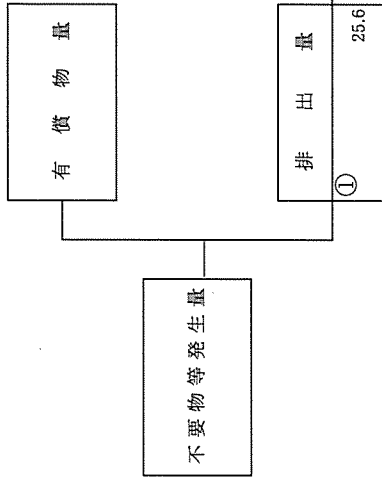 不要物等発生量
有償物量
排出量
①
25.6